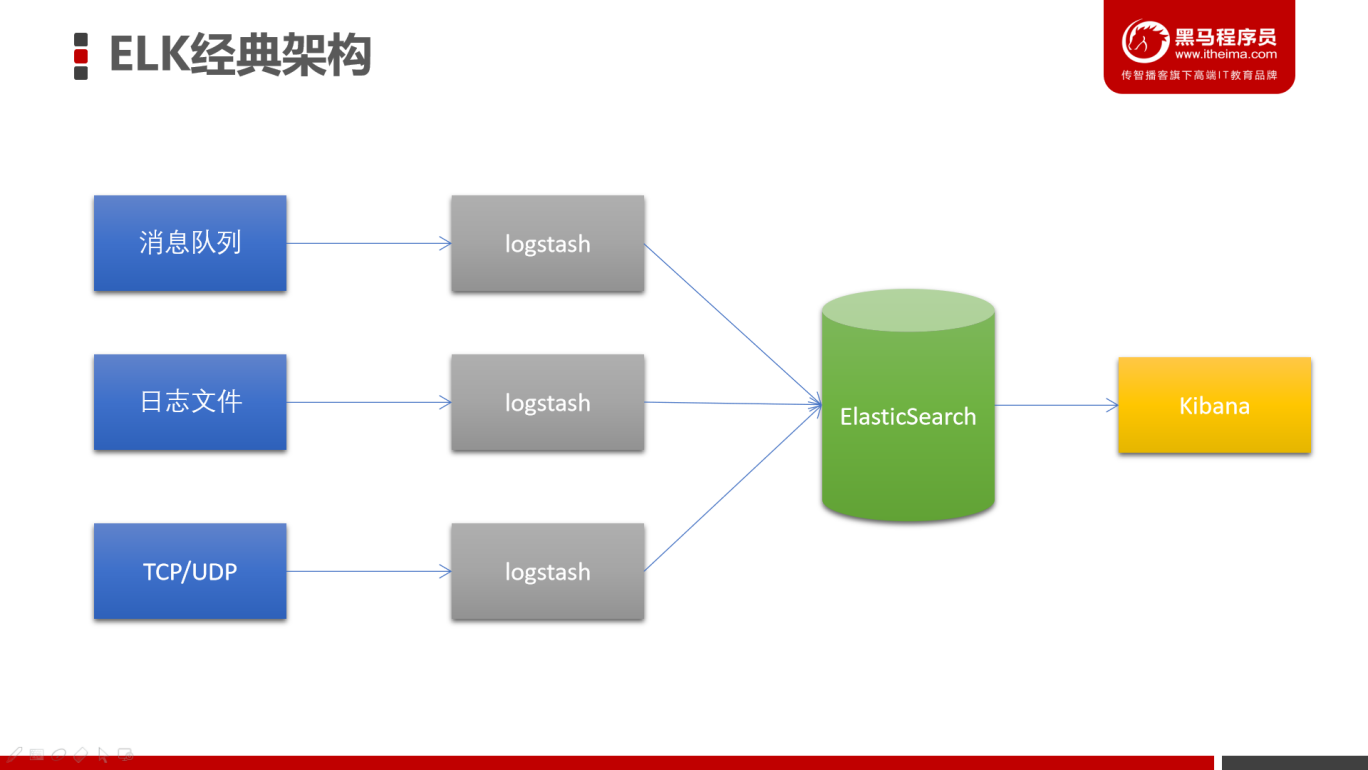 ELK经典架构
黑马程序员
www.itheima.com
传智播客旗下高端IT教育品牌
消息队列
logstash
日志文件
logstash
ElasticSearch
Kibana
TCP/UDP
logstash